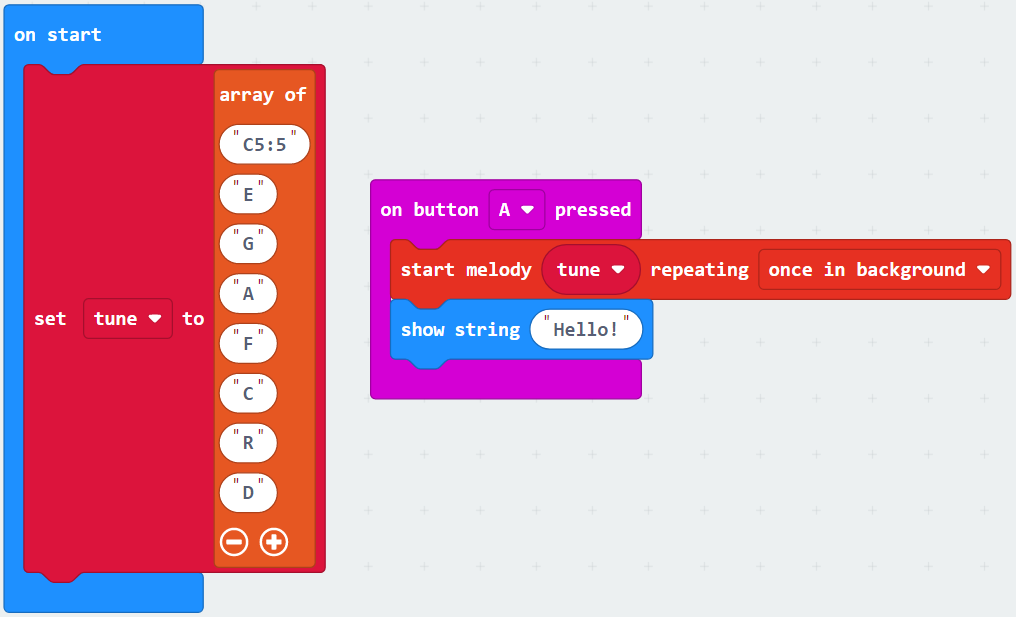 on start
set tune to
array of
"C5:5"
"E"
"G"
"A"
"F"
"C"
"R"
"D"
on button A pressed
start melody tune repeating once in background
show string "Hello!"